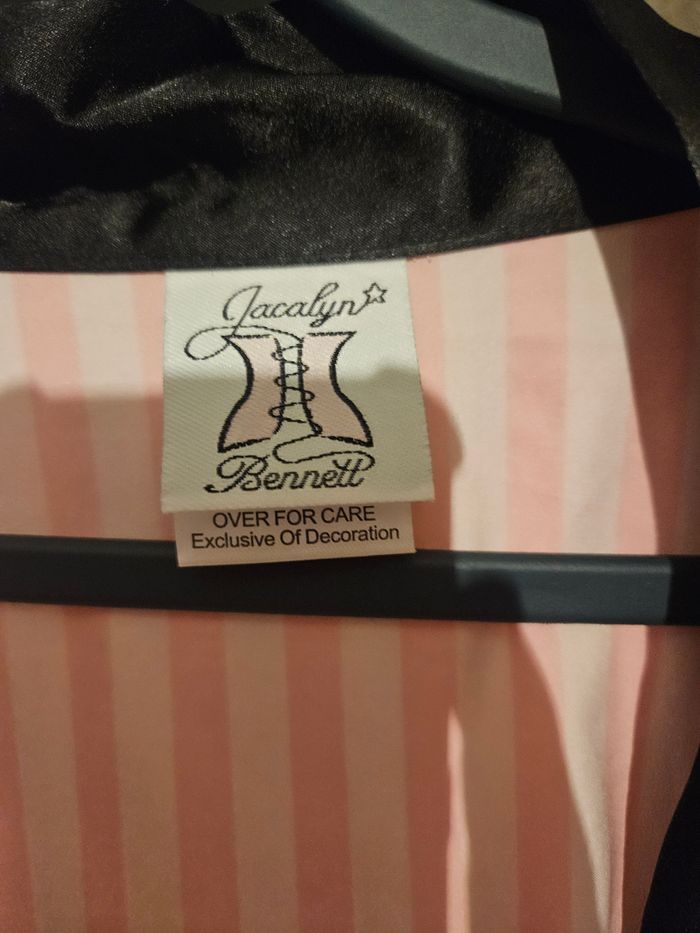 Jacalyn
Bennett
OVER FOR CARE
Exclusive Of Decoration